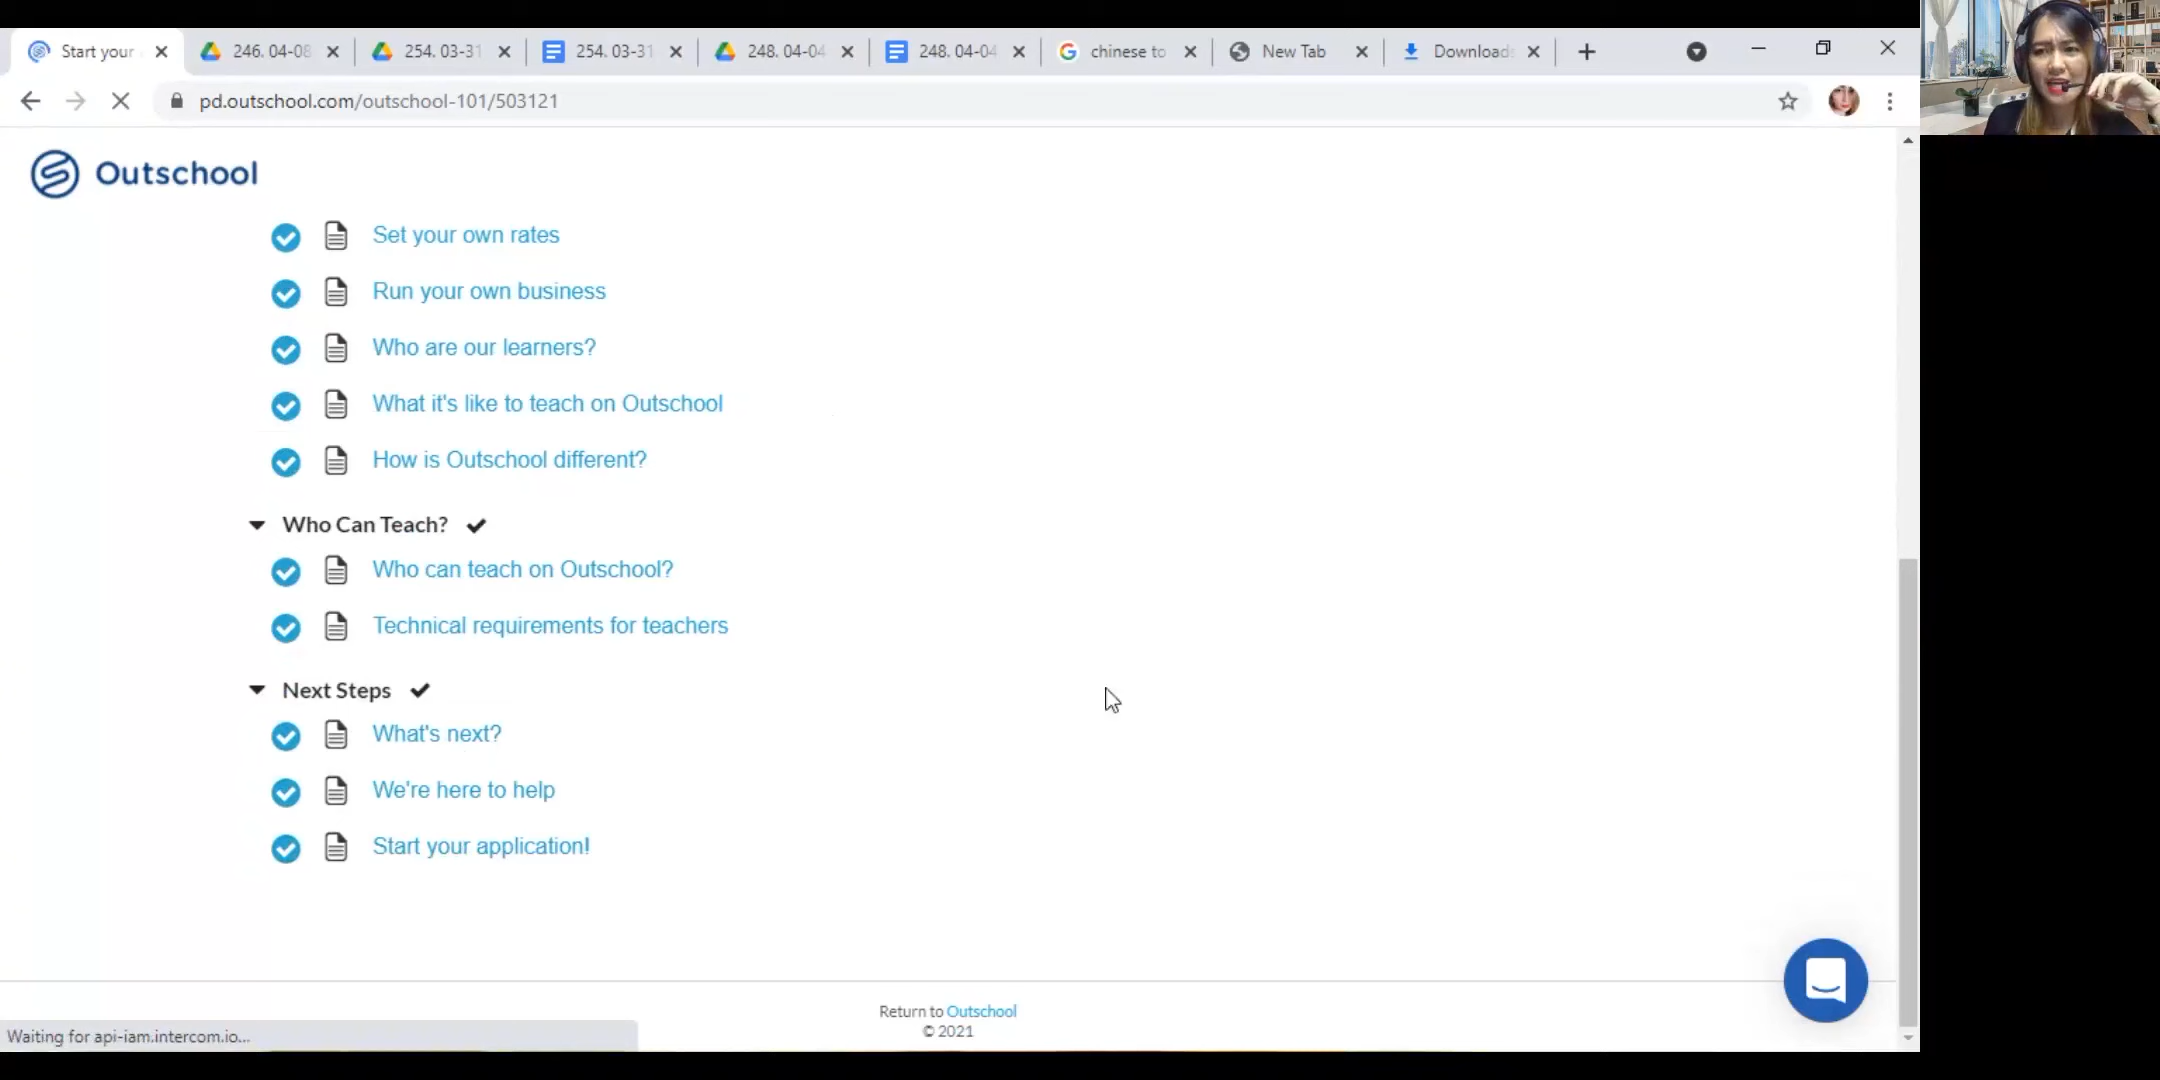 Start your
246. 04-08
254. 03-31
254. 03-31
248. 04-04
248. 04-04
chinese to
New Tab
Downloads
pd.outschool.com/outschool-101/503121
Outschool
Set your own rates
Run your own business
Who are our learners?
What it's like to teach on Outschool
How is Outschool different?
Who Can Teach?
Who can teach on Outschool?
Technical requirements for teachers
Next Steps
What's next?
We're here to help
Start your application!
Return to Outschool
© 2021
Waiting for api-iam.intercom.io...